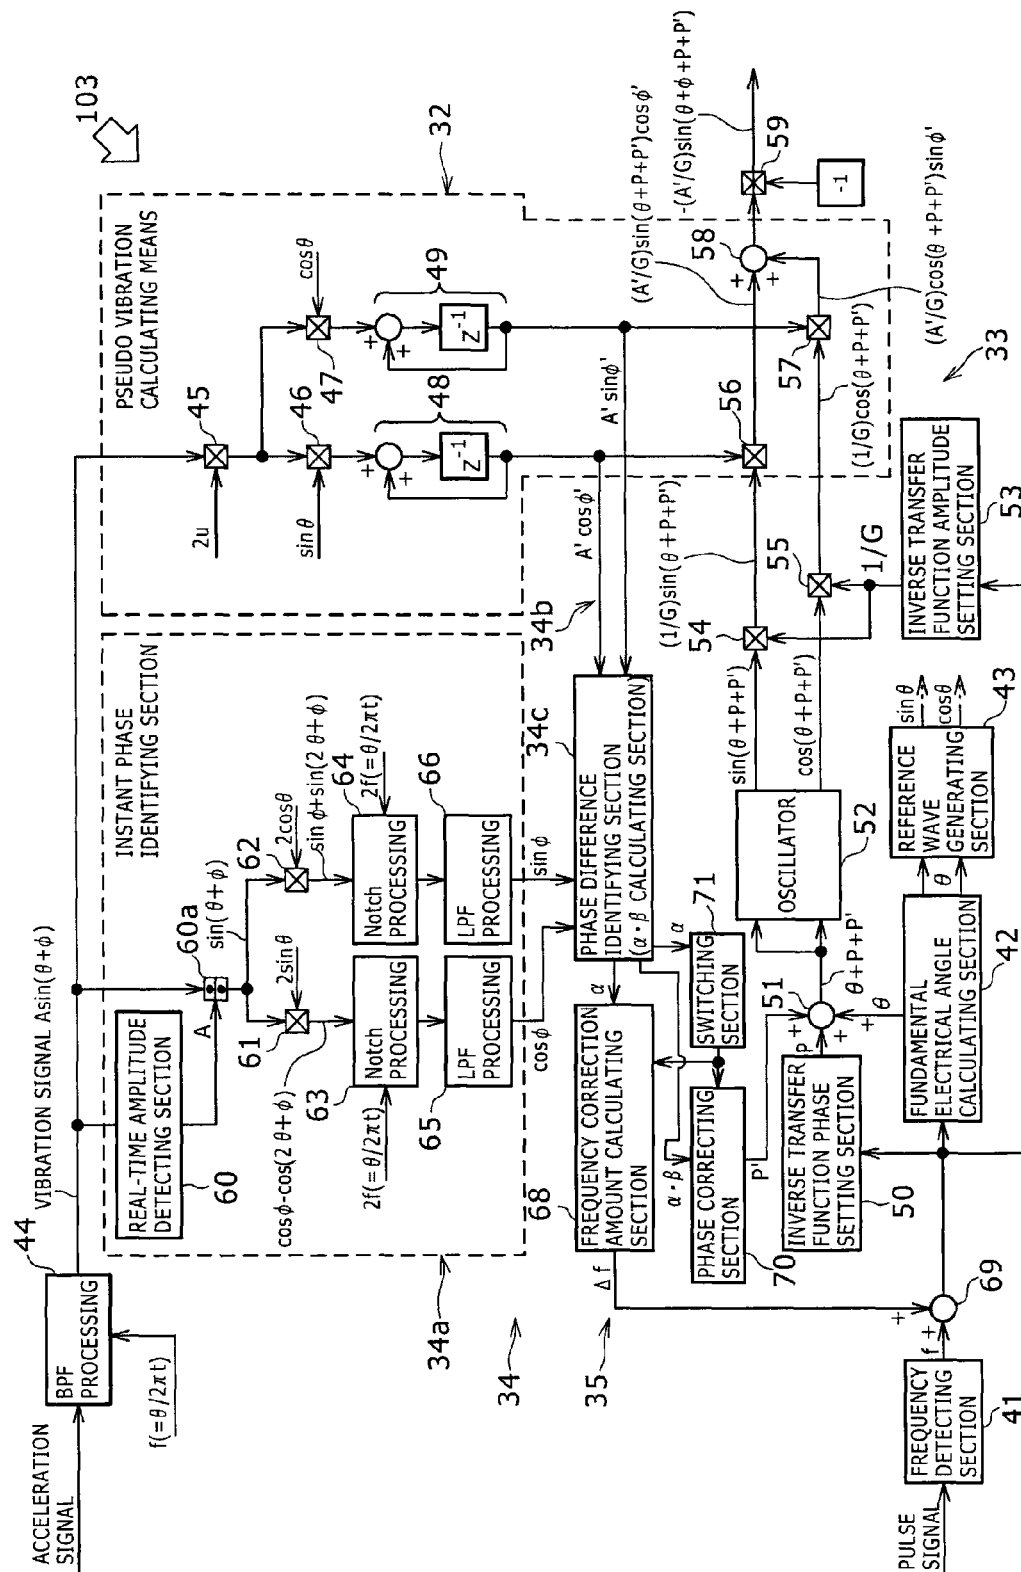 103
32
PSEUDO VIBRATION
CALCULATING MEANS
45
2u
46
sinθ
47
cosθ
48
49
Z⁻¹
Z⁻¹
+
+
+
+
A' cosφ'
A' sinφ'
INSTANT PHASE
IDENTIFYING SECTION
VIBRATION SIGNAL Asin(θ+φ)
44
BPF
PROCESSING
ACCELERATION
SIGNAL
f(=θ/2πt)
REAL-TIME AMPLITUDE
DETECTING SECTION
60
A
60a
sin(θ+φ)
61
2sinθ
62
2cosθ
cosφ-cos(2θ+φ)
sinφ+sin(2θ+φ)
63
Notch
PROCESSING
2f(=θ/2πt)
64
Notch
PROCESSING
2f(=θ/2πt)
65
LPF
PROCESSING
66
LPF
PROCESSING
cosφ
sinφ
34a
34
34b
34c
PHASE DIFFERENCE
IDENTIFYING SECTION
(α·β CALCULATING SECTION)
α
α
α·β
35
68
FREQUENCY CORRECTION
AMOUNT CALCULATING
SECTION
Δf
71
SWITCHING
SECTION
70
PHASE CORRECTING
SECTION
P'
50
INVERSE TRANSFER
FUNCTION PHASE
SETTING SECTION
P
+
+
+
51
θ
θ+P+P'
OSCILLATOR
52
sin(θ+P+P')
cos(θ+P+P')
54
55
(1/G)sin(θ+P+P')
(1/G)cos(θ+P+P')
1/G
53
INVERSE TRANSFER
FUNCTION AMPLITUDE
SETTING SECTION
33
56
57
58
+
+
59
-1
(A'/G)sin(θ+P+P')cosφ'
(A'/G)cos(θ+P+P')sinφ'
-(A'/G)sin(θ+φ+P+P')
PULSE
SIGNAL
FREQUENCY
DETECTING
SECTION
41
f
+
+
69
FUNDAMENTAL
ELECTRICAL ANGLE
CALCULATING SECTION
42
θ
REFERENCE
WAVE
GENERATING
SECTION
43
sinθ
cosθ